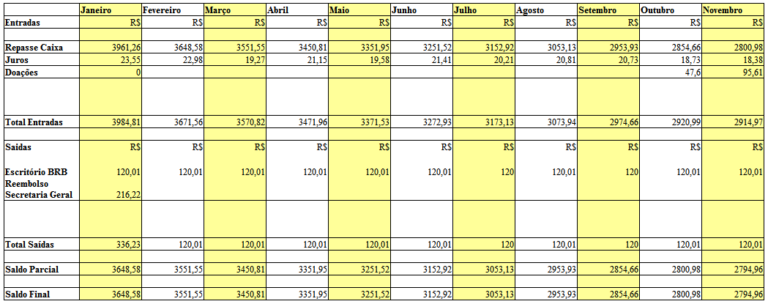 Janeiro Fevereiro Março Abril Maio Junho Julho Agosto Setembro Outubro Novembro
Entradas R$ R$ R$ R$ R$ R$ R$ R$ R$ R$ R$
Repasse Caixa 3961,26 3648,58 3551,55 3450,81 3351,95 3251,52 3152,92 3053,13 2953,93 2854,66 2800,98
Juros 23,55 22,98 19,27 21,15 19,58 21,41 20,21 20,81 20,73 18,73 18,38
Doações 0 47,6 95,61
Total Entradas 3984,81 3671,56 3570,82 3471,96 3371,53 3272,93 3173,13 3073,94 2974,66 2920,99 2914,97
Saídas R$ R$ R$ R$ R$ R$ R$ R$ R$ R$ R$
Escritório BRB 120,01 120,01 120,01 120,01 120,01 120,01 120,01 120,01 120 120,01 120,01
Reembolso
Secretaria Geral 216,22
Total Saídas 336,23 120,01 120,01 120,01 120,01 120,01 120 120,01 120 120,01 120,01
Saldo Parcial 3648,58 3551,55 3450,81 3351,95 3251,52 3152,92 3053,13 2953,93 2854,66 2800,98 2794,96
Saldo Final 3648,58 3551,55 3450,81 3351,95 3251,52 3152,92 3053,13 2953,93 2854,66 2800,98 2794,96